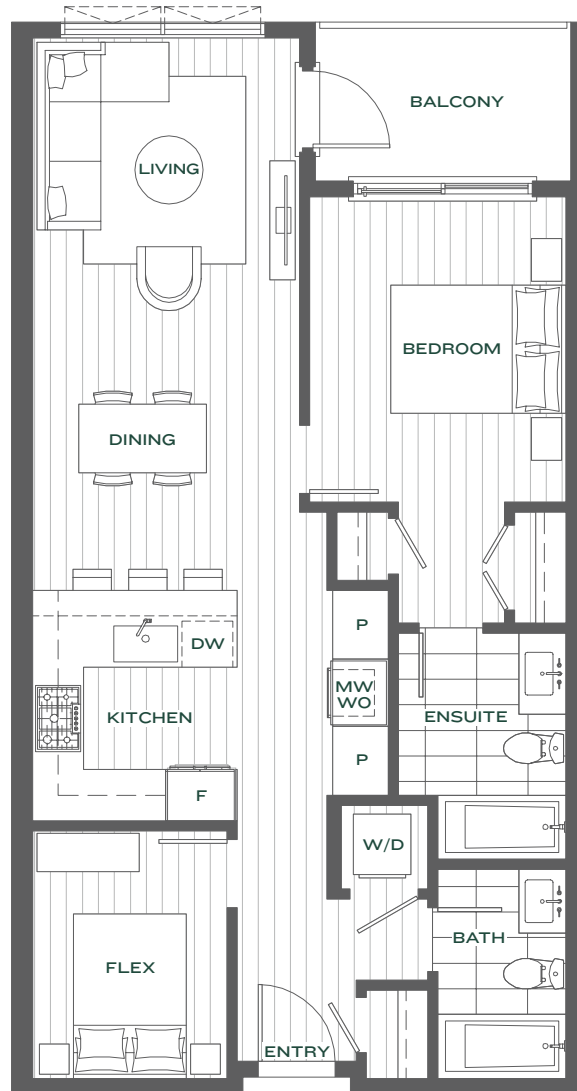 BALCONY
LIVING
BEDROOM
DINING
P
DW
MW
WO
KITCHEN
ENSUITE
P
F
W/D
BATH
FLEX
ENTRY